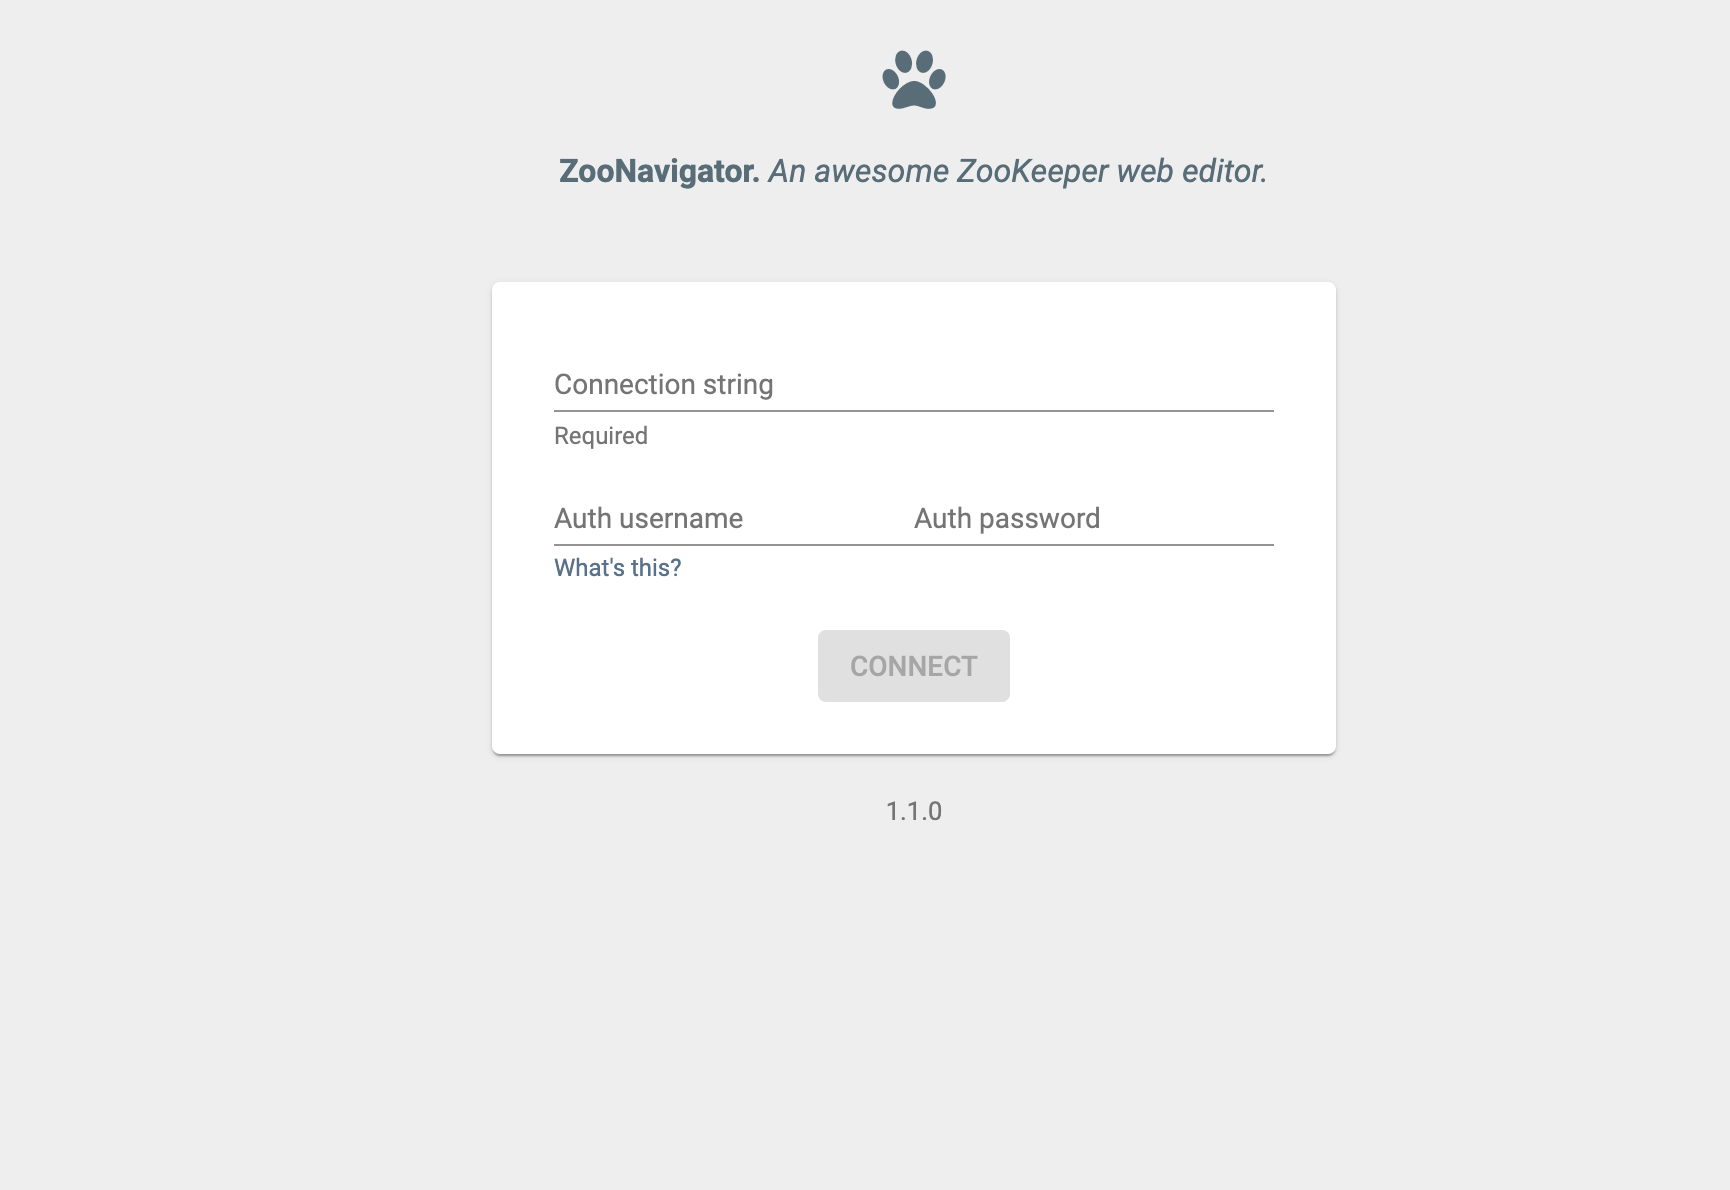 ZooNavigator. An awesome ZooKeeper web editor.
Connection string
Required
Auth username Auth password
What's this?
CONNECT
1.1.0